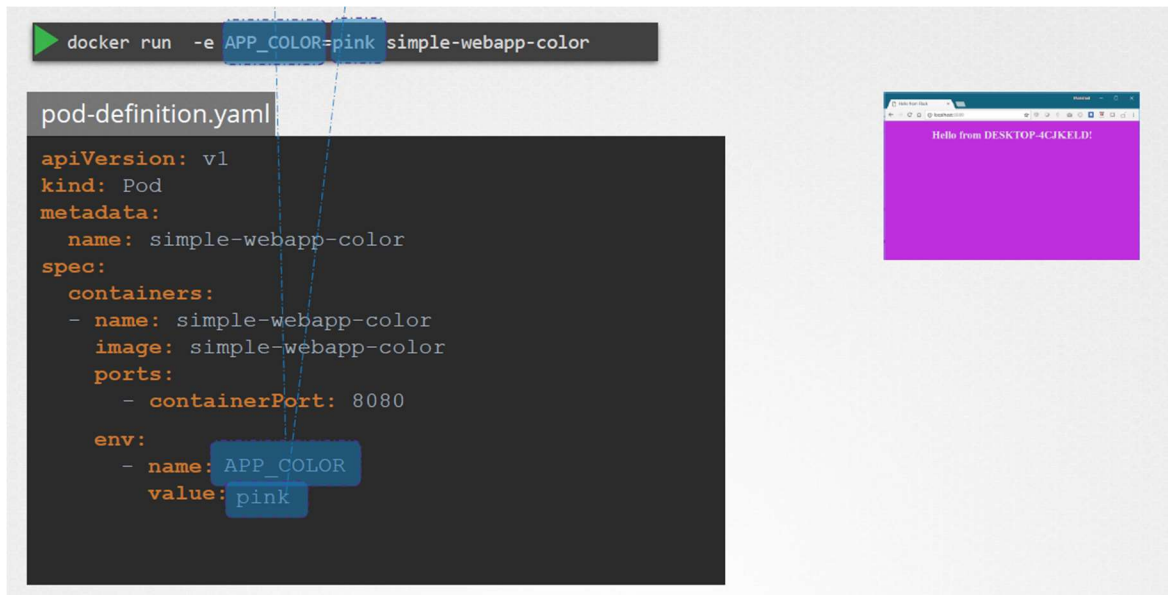 docker run -e APP_COLOR=pink simple-webapp-color
pod-definition.yaml
apiVersion: v1
kind: Pod
metadata:
  name: simple-webapp-color
spec:
  containers:
  - name: simple-webapp-color
    image: simple-webapp-color
    ports:
      - containerPort: 8080
    env:
      - name: APP_COLOR
        value: pink
Hello from DESKTOP-4CJKELD!